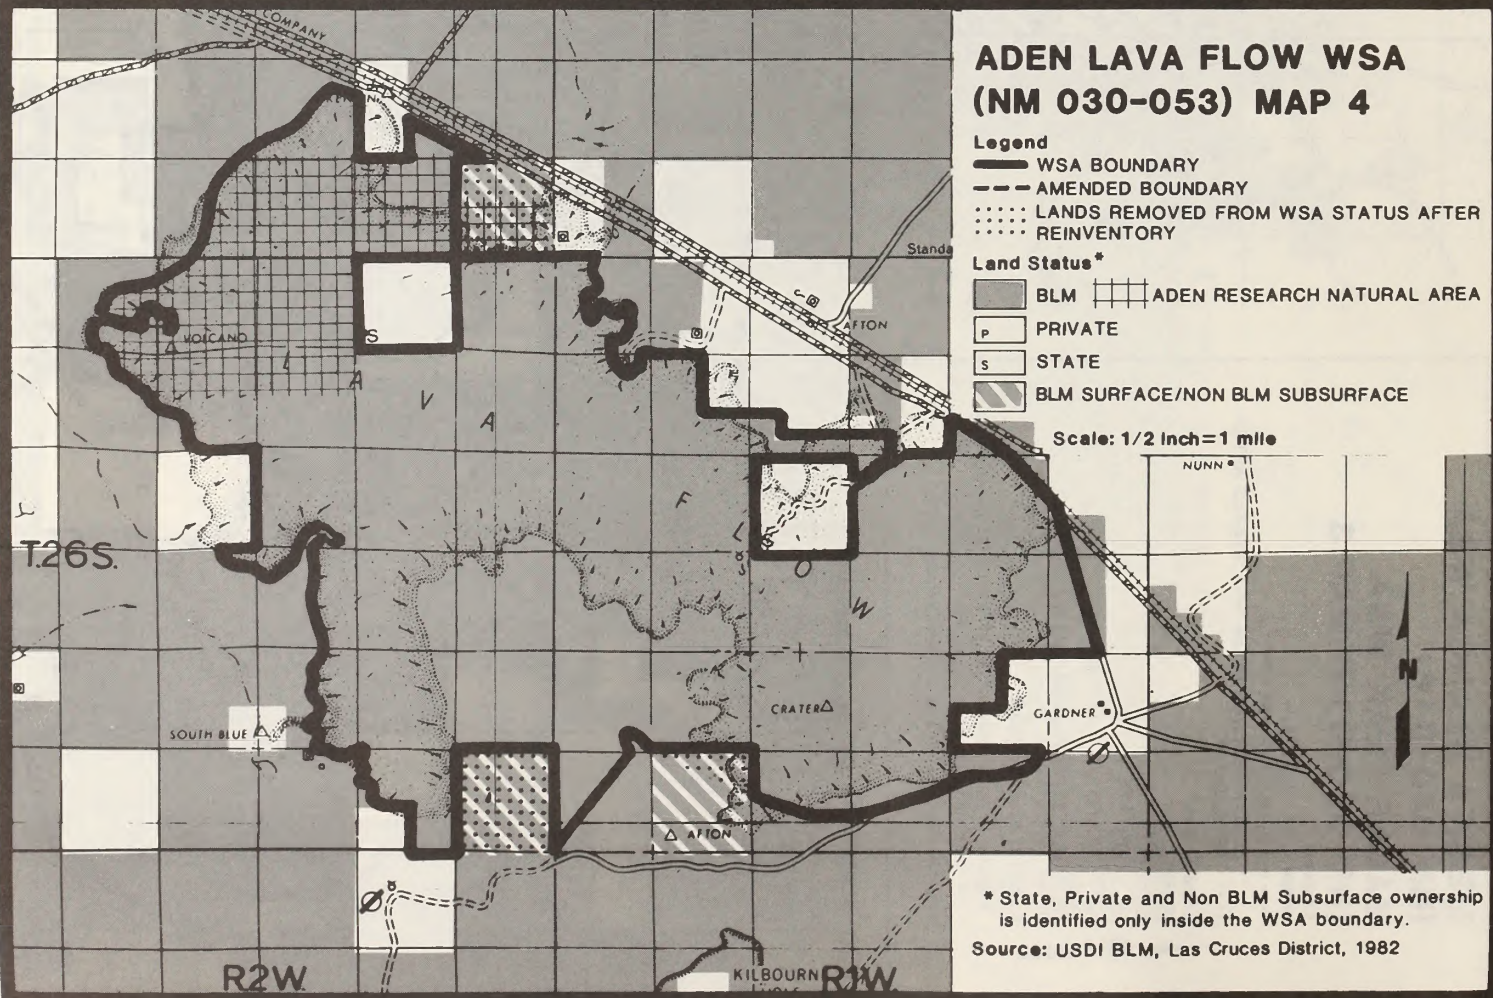 COMPANY
ADEN LAVA FLOW WSA
(NM 030-053) MAP 4
Legend
WSA BOUNDARY
AMENDED BOUNDARY
LANDS REMOVED FROM WSA STATUS AFTER
REINVENTORY
Land Status*
BLM ADEN RESEARCH NATURAL AREA
P PRIVATE
S STATE
BLM SURFACE/NON BLM SUBSURFACE
Scale: 1/2 inch=1 mile
Standa
AFTON
VOLCANO
S
L A V A
F L O W
S
NUNN
T.26S.
N
CRATER
GARDNER
SOUTH BLUE
AFTON
* State, Private and Non BLM Subsurface ownership
is identified only inside the WSA boundary.
Source: USDI BLM, Las Cruces District, 1982
R2W.
KILBOURN
R1W.